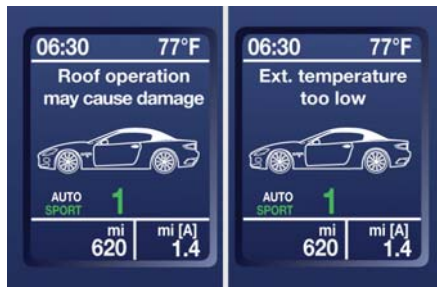 06:30 77°F
Roof operation
may cause damage
AUTO
SPORT 1
mi mi [A]
620 1.4
06:30 77°F
Ext. temperature
too low
AUTO
SPORT 1
mi mi [A]
620 1.4